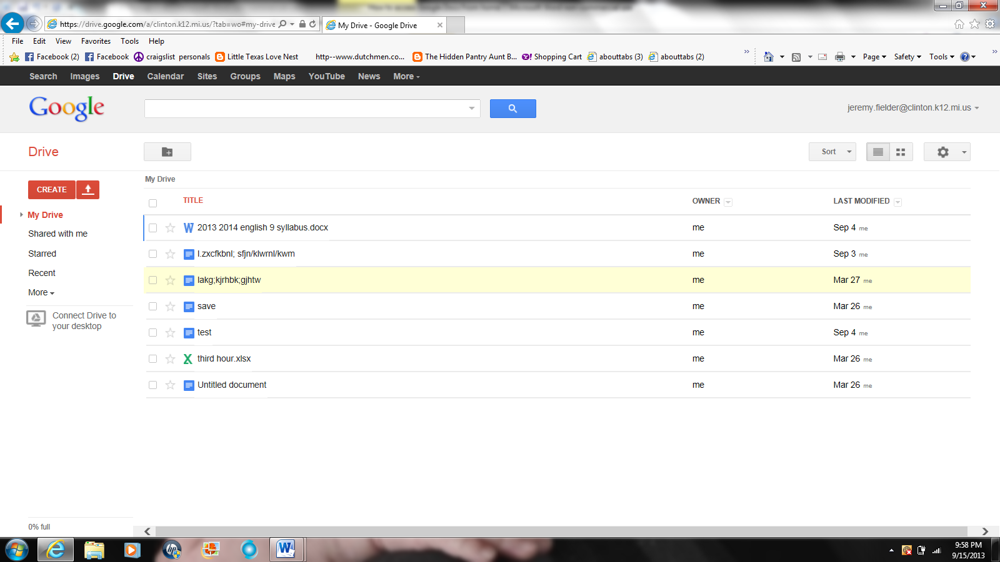 https://drive.google.com/a/clinton.k12.mi.us/?tab=wo#my-drive My Drive - Google Drive
File Edit View Favorites Tools Help
Facebook (2) Facebook craigslist personals Little Texas Love Nest http--www.dutchmen.co... The Hidden Pantry Aunt B... Shopping Cart abouttabs (3) abouttabs (2) Page Safety Tools
Search Images Drive Calendar Sites Groups Maps YouTube News More
Google jeremy.fielder@clinton.k12.mi.us
Drive Sort
My Drive
CREATE
TITLE OWNER LAST MODIFIED
My Drive
2013 2014 english 9 syllabus.docx me Sep 4 me
Shared with me
Starred
l.zxcfkbnl; sfjn/klwrnl/kwm me Sep 3 me
Recent
lakg;kjrhbk;gjhtw me Mar 27 me
More
save me Mar 26 me
Connect Drive to
your desktop
test me Sep 4 me
third hour.xlsx me Mar 26 me
Untitled document me Mar 26 me
0% full
9:58 PM
9/15/2013